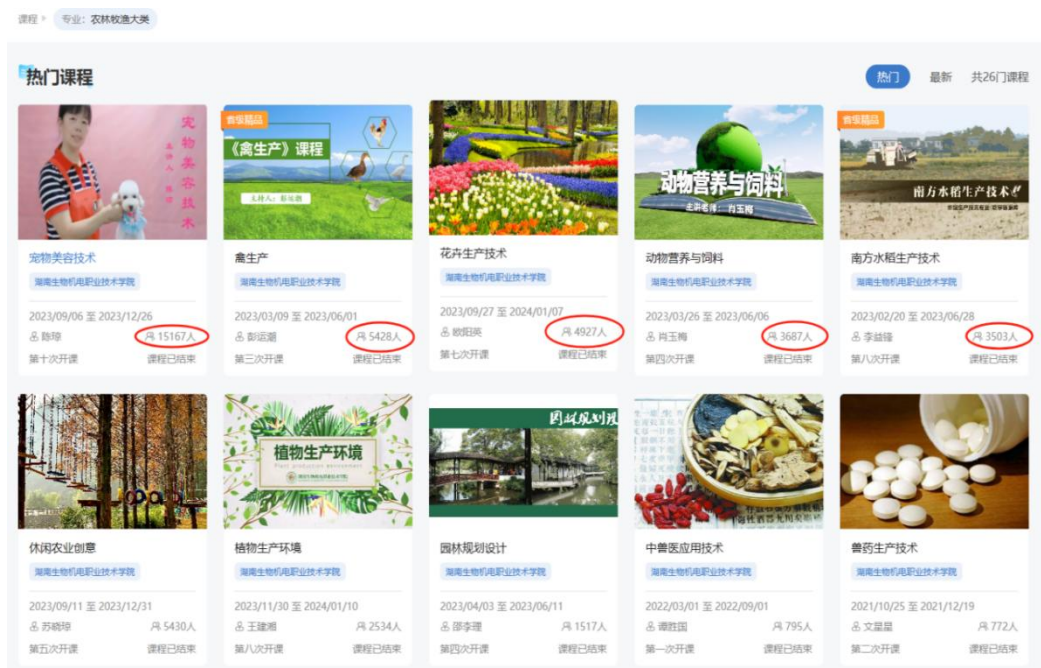 课程
专业：农林牧渔大类
热门课程
热门
最新
共26门课程
宠物美容技术
宠物美容技术
湖南生物机电职业技术学院
2023/09/06 至 2023/12/26
陈琼
15167人
第十次开课
课程已结束
省级精品
《禽生产》课程
禽生产
湖南生物机电职业技术学院
2023/03/09 至 2023/06/01
5428人
第三次开课
课程已结束
花卉生产技术
湖南生物机电职业技术学院
2023/09/27 至 2024/01/07
欧阳英
4927人
第七次开课
课程已结束
动物营养与饲料
主讲老师：肖玉梅
动物营养与饲料
湖南生物机电职业技术学院
2023/03/26 至 2023/06/06
肖玉梅
3687人
第四次开课
课程已结束
省级精品
南方水稻生产技术
南方水稻生产技术
湖南生物机电职业技术学院
2023/02/20 至 2023/06/28
李益锋
3503人
第八次开课
课程已结束
休闲农业创意
湖南生物机电职业技术学院
2023/09/11 至 2023/12/31
苏晓琼
5430人
第五次开课
课程已结束
植物生产环境
Plant production environment
植物生产环境
湖南生物机电职业技术学院
2023/11/30 至 2024/01/10
王建湘
2534人
第八次开课
课程已结束
园林规划设
园林规划设计
湖南生物机电职业技术学院
2023/04/03 至 2023/06/11
邵李理
1517人
第四次开课
课程已结束
中兽医应用技术
湖南生物机电职业技术学院
2022/03/01 至 2022/09/01
谭胜国
795人
第一次开课
课程已结束
兽药生产技术
湖南生物机电职业技术学院
2021/10/25 至 2021/12/19
文星星
772人
第二次开课
课程已结束